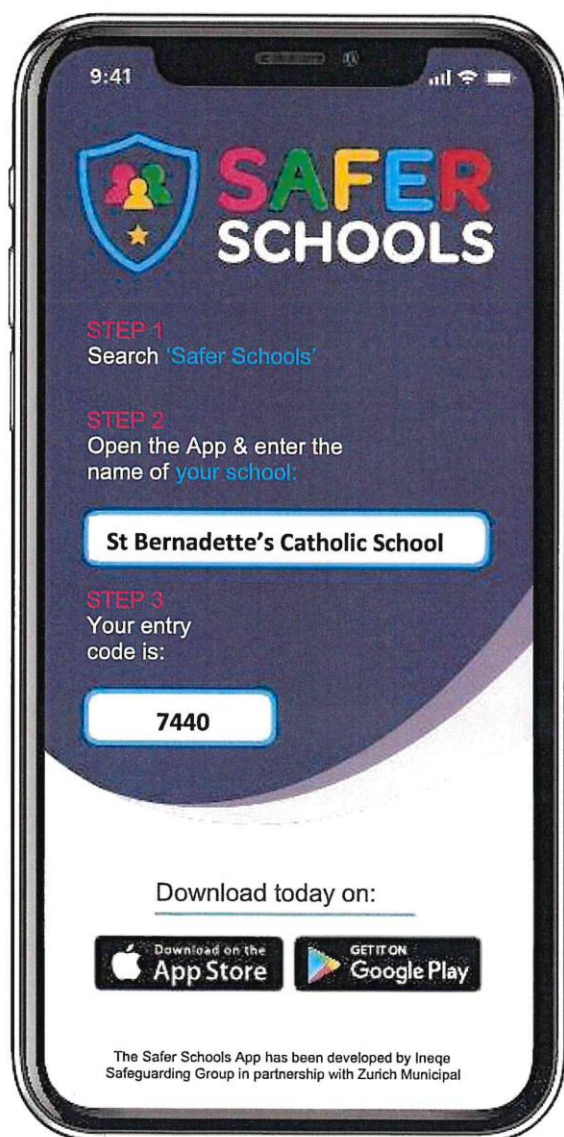 9:41
SAFER
SCHOOLS
STEP 1
Search 'Safer Schools'
STEP 2
Open the App & enter the
name of your school:
St Bernadette's Catholic School
STEP 3
Your entry
code is:
7440
Download today on:
Download on the
App Store
GET IT ON
Google Play
The Safer Schools App has been developed by Ineqe
Safeguarding Group in partnership with Zurich Municipal